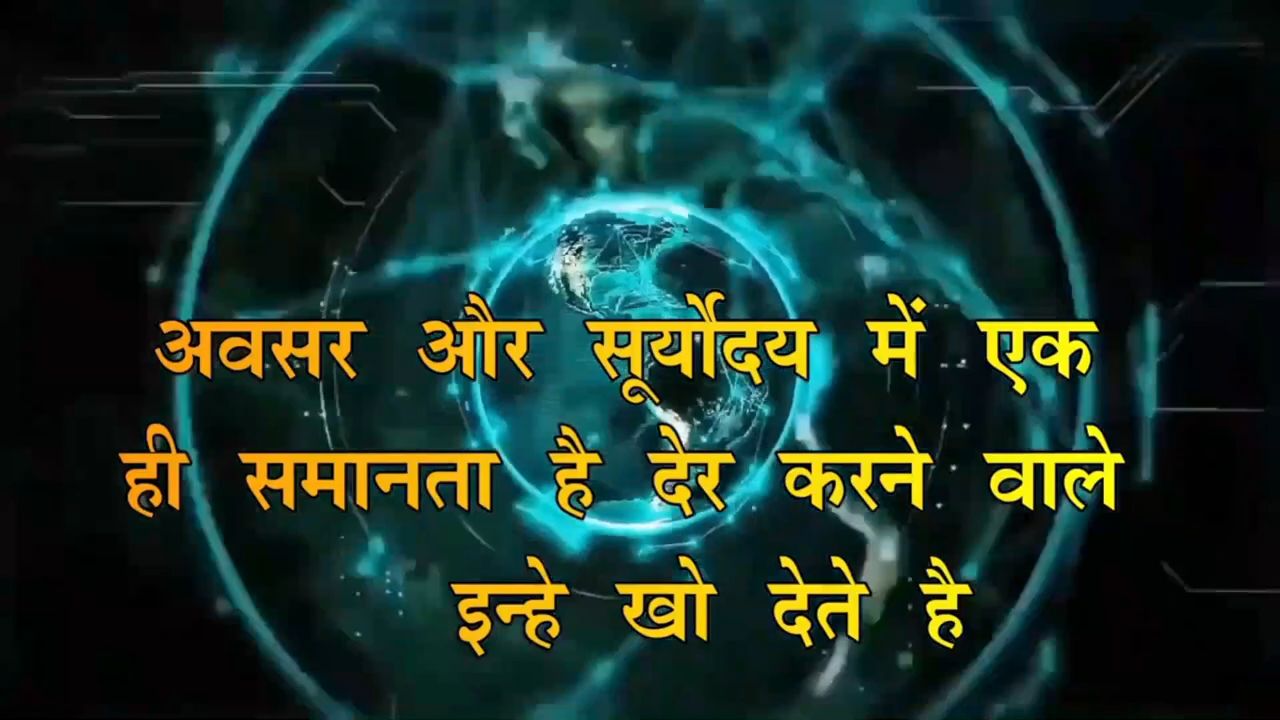 अवसर और सूर्योदय में एक
ही समानता है देर करने वाले
इन्हे खो देते है